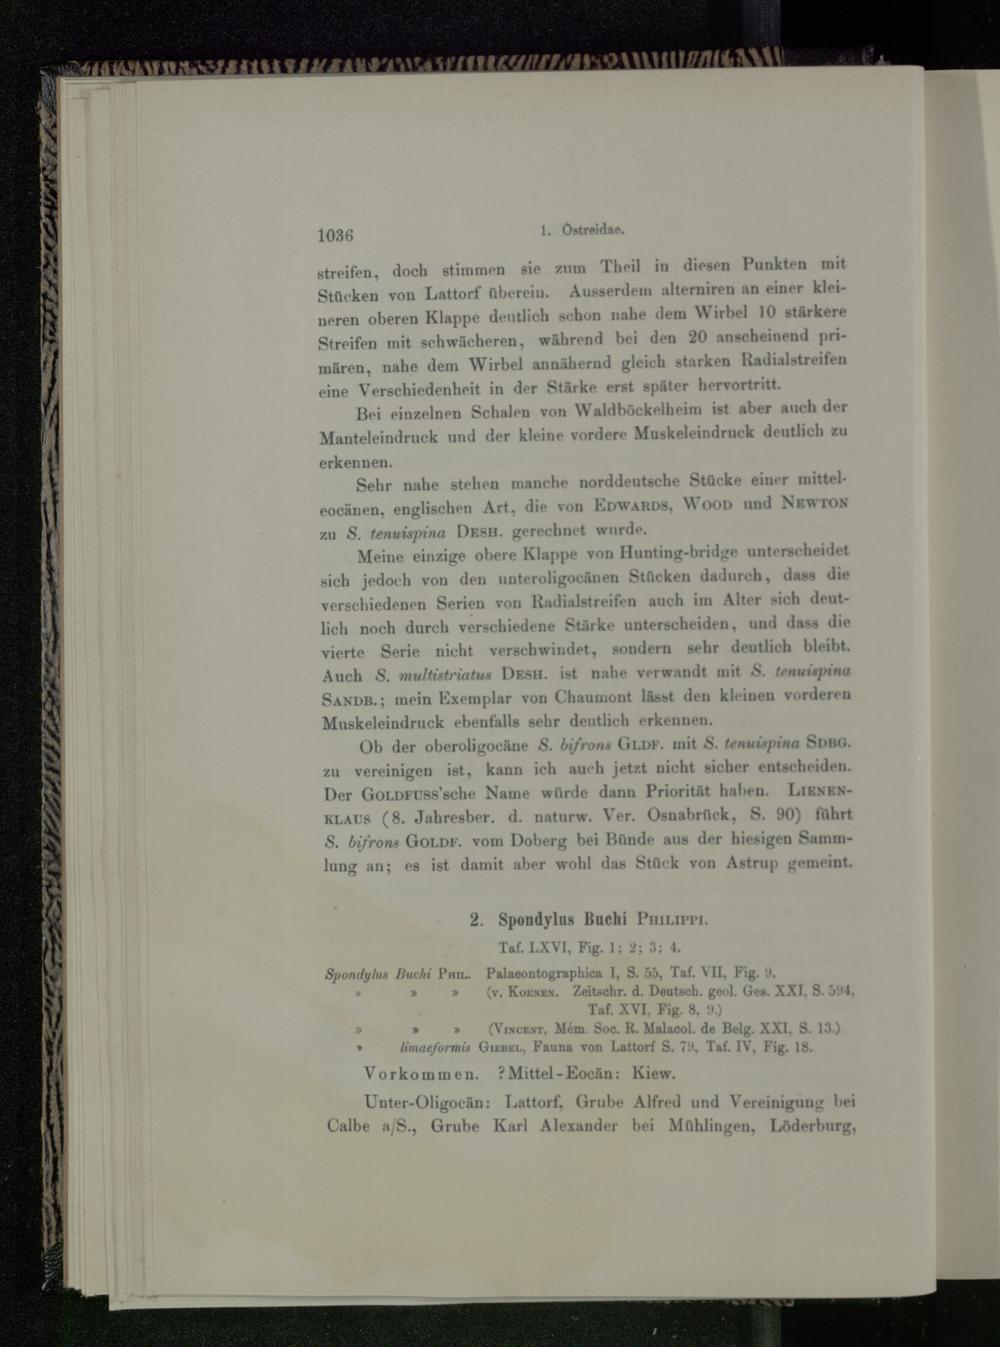 1036
1. Ostreidae.
streifen, doch stimmen sie zum Theil in diesen Punkten mit
Stücken von Lattorf überein. Ausserdem alterniren an einer klei-
neren oberen Klappe deutlich schon nahe dem Wirbel 10 stärkere
Streifen mit schwächeren, während bei den 20 anscheinend pri-
mären, nahe dem Wirbel annähernd gleich starken Radialstreifen
eine Verschiedenheit in der Stärke erst später hervortritt.
Bei einzelnen Schalen von Waldböckelheim ist aber auch der
Manteleindruck und der kleine vordere Muskeleindruck deutlich zu
erkennen.
Sehr nahe stehen manche norddeutsche Stücke einer mittel-
eocänen, englischen Art, die von EDWARDS, WOOD und NEWTON
zu S. tenuispina DESH. gerechnet wurde.
Meine einzige obere Klappe von Hunting-bridge unterscheidet
sich jedoch von den unteroligocänen Stücken dadurch, dass die
verschiedenen Serien von Radialstreifen auch im Alter sich deut-
lich noch durch verschiedene Stärke unterscheiden, und dass die
vierte Serie nicht verschwindet, sondern sehr deutlich bleibt.
Auch S. multistriatus DESH. ist nahe verwandt mit S. tenuispina
SANDB.; mein Exemplar von Chaumont lässt den kleinen vorderen
Muskeleindruck ebenfalls sehr deutlich erkennen.
Ob der oberoligocäne S. bifrons GLDF. mit S. tenuispina SDBG.
zu vereinigen ist, kann ich auch jetzt nicht sicher entscheiden.
Der GOLDFUSS'sche Name würde dann Priorität haben. LIENEN-
KLAUS (8. Jahresber. d. naturw. Ver. Osnabrück, S. 90) führt
S. bifrons GOLDF. vom Doberg bei Bünde aus der hiesigen Samm-
lung an; es ist damit aber wohl das Stück von Astrup gemeint.
2. Spondylus Buchi PHILIPPI.
Taf. LXVI, Fig. 1; 2; 3; 4.
Spondylus Buchi PHIL. Palaeontographica I, S. 55, Taf. VII, Fig. 9.
» » » (V. KOENEN. Zeitschr. d. Deutsch. geol. Ges. XXI, S. 594,
Taf. XVI, Fig. 8, 9.)
» » » (VINCENT, Mém. Soc. R. Malacol. de Belg. XXI, S. 13.)
» limaeformis GIEBEL, Fauna von Lattorf S. 79, Taf. IV, Fig. 18.
Vorkommen. ?Mittel-Eocän: Kiew.
Unter-Oligocän: Lattorf, Grube Alfred und Vereinigung bei
Calbe a/S., Grube Karl Alexander bei Mühlingen, Löderburg,